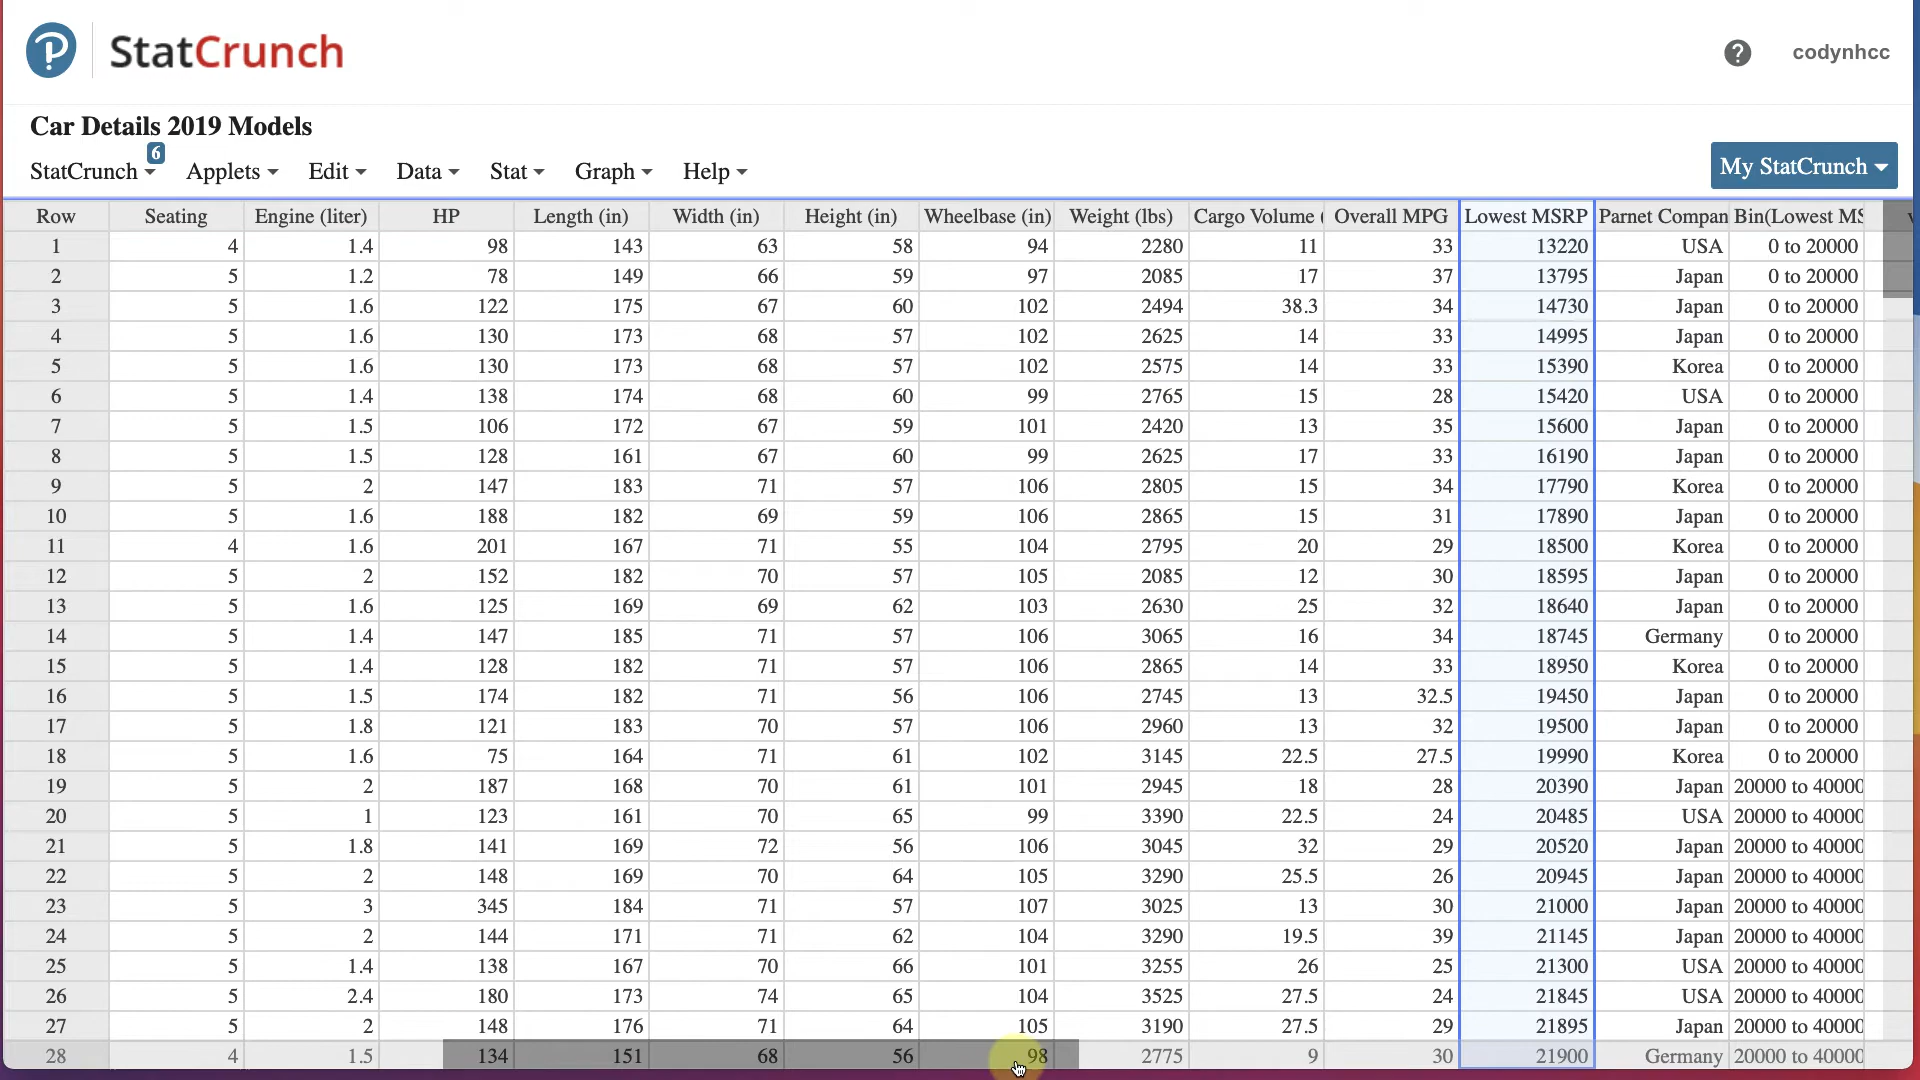 StatCrunch
codynhcc
Car Details 2019 Models
StatCrunch 6 Applets Edit Data Stat Graph Help My StatCrunch
Row Seating Engine (liter) HP Length (in) Width (in) Height (in) Wheelbase (in) Weight (lbs) Cargo Volume ( Overall MPG Lowest MSRP Parnet Compan Bin(Lowest MS
1 4 1.4 98 143 63 58 94 2280 11 33 13220 USA 0 to 20000
2 5 1.2 78 149 66 59 97 2085 17 37 13795 Japan 0 to 20000
3 5 1.6 122 175 67 60 102 2494 38.3 34 14730 Japan 0 to 20000
4 5 1.6 130 173 68 57 102 2625 14 33 14995 Japan 0 to 20000
5 5 1.6 130 173 68 57 102 2575 14 33 15390 Korea 0 to 20000
6 5 1.4 138 174 68 60 99 2765 15 28 15420 USA 0 to 20000
7 5 1.5 106 172 67 59 101 2420 13 35 15600 Japan 0 to 20000
8 5 1.5 128 161 67 60 99 2625 17 33 16190 Japan 0 to 20000
9 5 2 147 183 71 57 106 2805 15 34 17790 Korea 0 to 20000
10 5 1.6 188 182 69 59 106 2865 15 31 17890 Japan 0 to 20000
11 4 1.6 201 167 71 55 104 2795 20 29 18500 Korea 0 to 20000
12 5 2 152 182 70 57 105 2085 12 30 18595 Japan 0 to 20000
13 5 1.6 125 169 69 62 103 2630 25 32 18640 Japan 0 to 20000
14 5 1.4 147 185 71 57 106 3065 16 34 18745 Germany 0 to 20000
15 5 1.4 128 182 71 57 106 2865 14 33 18950 Korea 0 to 20000
16 5 1.5 174 182 71 56 106 2745 13 32.5 19450 Japan 0 to 20000
17 5 1.8 121 183 70 57 106 2960 13 32 19500 Japan 0 to 20000
18 5 1.6 75 164 71 61 102 3145 22.5 27.5 19990 Korea 0 to 20000
19 5 2 187 168 70 61 101 2945 18 28 20390 Japan 20000 to 40000
20 5 1 123 161 70 65 99 3390 22.5 24 20485 USA 20000 to 40000
21 5 1.8 141 169 72 56 106 3045 32 29 20520 Japan 20000 to 40000
22 5 2 148 169 70 64 105 3290 25.5 26 20945 Japan 20000 to 40000
23 5 3 345 184 71 57 107 3025 13 30 21000 Japan 20000 to 40000
24 5 2 144 171 71 62 104 3290 19.5 39 21145 Japan 20000 to 40000
25 5 1.4 138 167 70 66 101 3255 26 25 21300 USA 20000 to 40000
26 5 2.4 180 173 74 65 104 3525 27.5 24 21845 USA 20000 to 40000
27 5 2 148 176 71 64 105 3190 27.5 29 21895 Japan 20000 to 40000
28 4 1.5 134 151 68 56 98 2775 9 30 21900 Germany 20000 to 40000